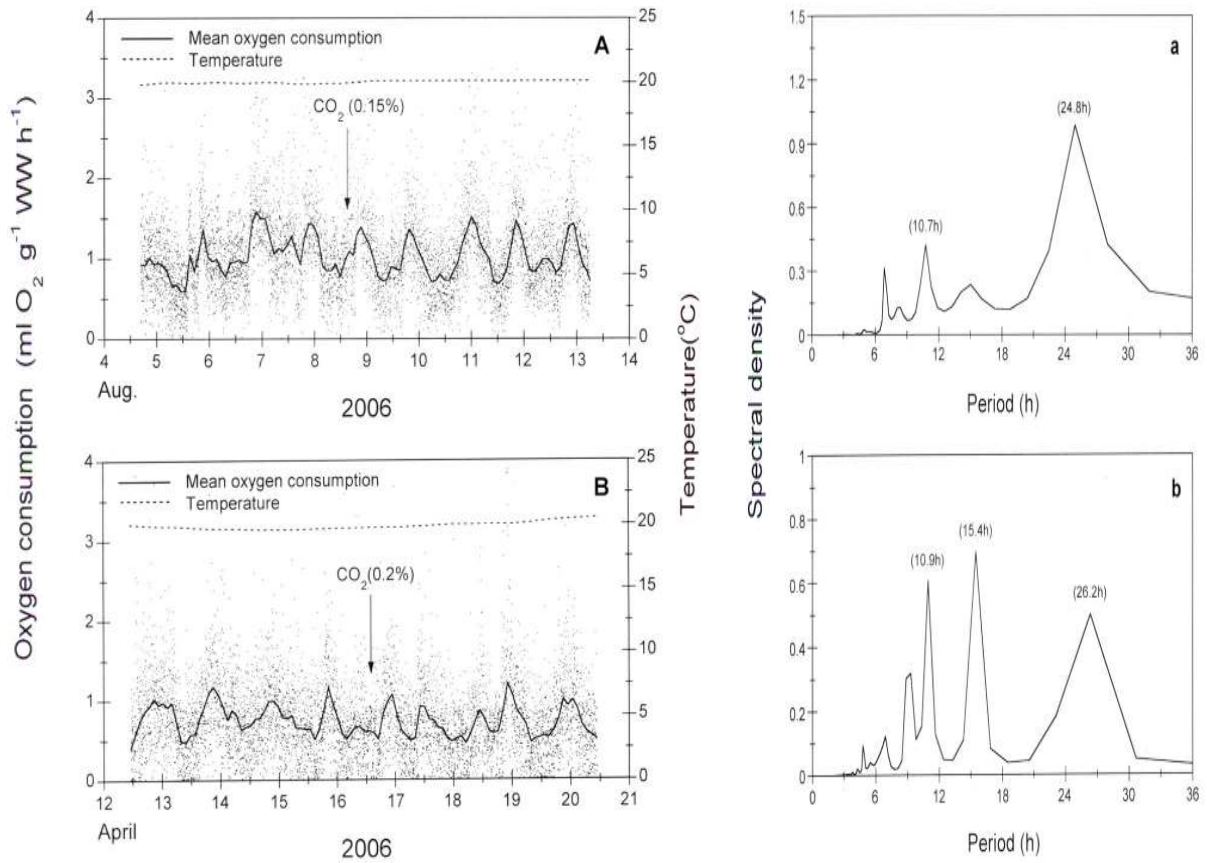 Oxygen consumption (ml O2 g-1 WW h-1)
4
3
2
1
0
Mean oxygen consumption
Temperature
A
CO2 (0.15%)
25
20
15
10
5
0
4 5 6 7 8 9 10 11 12 13 14
Aug.
2006
4
3
2
1
0
Mean oxygen consumption
Temperature
B
CO2(0.2%)
25
20
15
10
5
0
12 13 14 15 16 17 18 19 20 21
April
2006
Temperature(°C)
Spectral density
1.5
1.2
0.9
0.6
0.3
0
a
(24.8h)
(10.7h)
0 6 12 18 24 30 36
Period (h)
1
0.8
0.6
0.4
0.2
0
b
(15.4h)
(10.9h)
(26.2h)
0 6 12 18 24 30 36
Period (h)